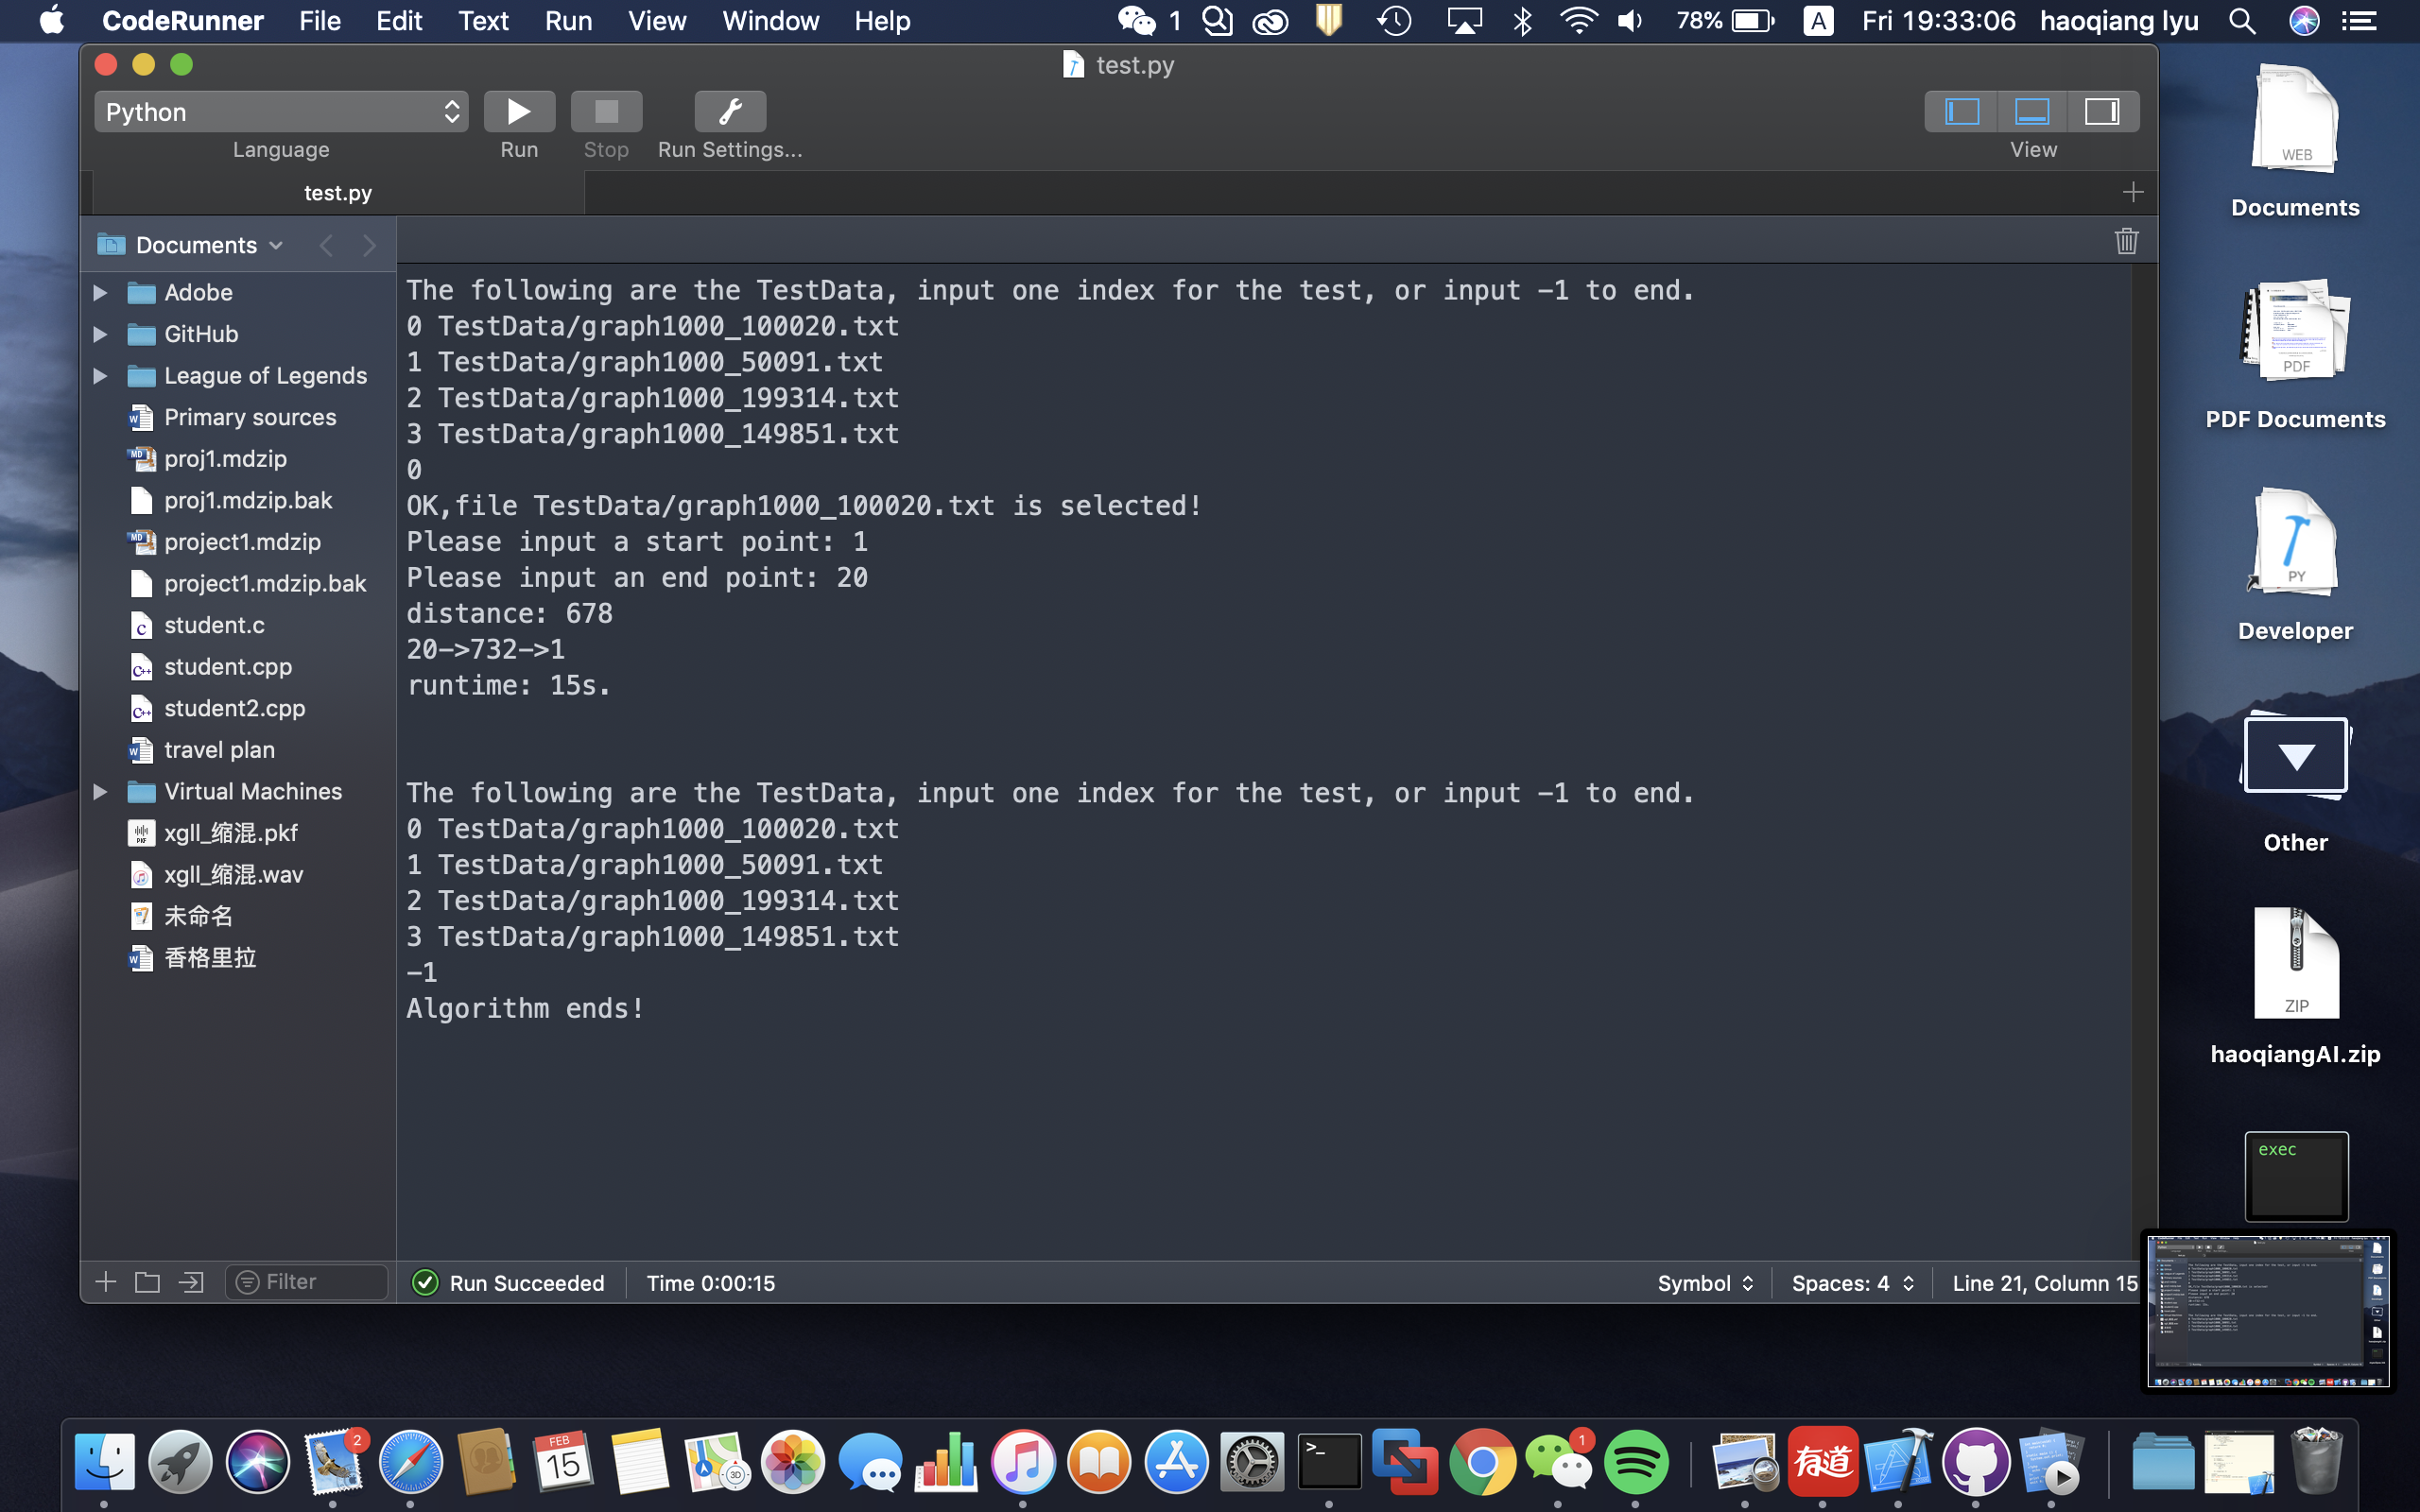 CodeRunner File Edit Text Run View Window Help 1 78% A Fri 19:33:06 haoqiang lyu
test.py
Python
Language Run Stop Run Settings... View
test.py
Documents
Adobe
GitHub
League of Legends
Primary sources
proj1.mdzip
proj1.mdzip.bak
project1.mdzip
project1.mdzip.bak
student.c
student.cpp
student2.cpp
travel plan
Virtual Machines
xgll_缩混.pkf
xgll_缩混.wav
未命名
香格里拉
Filter
The following are the TestData, input one index for the test, or input -1 to end.
0 TestData/graph1000_100020.txt
1 TestData/graph1000_50091.txt
2 TestData/graph1000_199314.txt
3 TestData/graph1000_149851.txt
0
OK,file TestData/graph1000_100020.txt is selected!
Please input a start point: 1
Please input an end point: 20
distance: 678
20->732->1
runtime: 15s.
The following are the TestData, input one index for the test, or input -1 to end.
0 TestData/graph1000_100020.txt
1 TestData/graph1000_50091.txt
2 TestData/graph1000_199314.txt
3 TestData/graph1000_149851.txt
-1
Algorithm ends!
Run Succeeded Time 0:00:15 Symbol Spaces: 4 Line 21, Column 15
WEB
Documents
PDF
PDF Documents
PY
Developer
Other
ZIP
haoqiangAI.zip
exec
2
FEB
15
3D
>_
1
有道